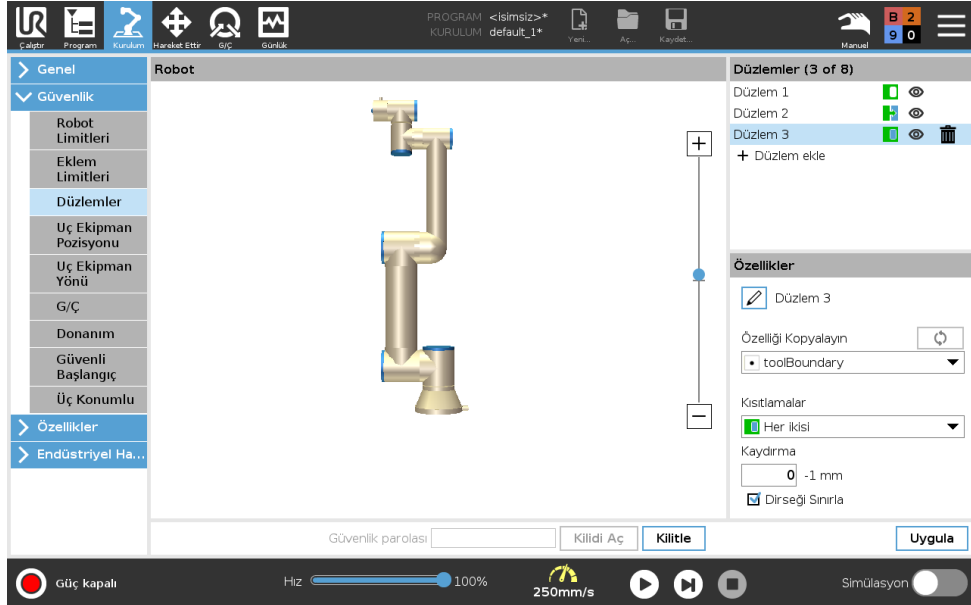 PROGRAM <isimsiz>*
KURULUM default_1*
Çalıştır
Program
Kurulum
Hareket Ettir
G/Ç
Günlük
Yeni...
Aç...
Kaydet...
Manuel
B 2
9 0
Genel
Güvenlik
Robot
Limitleri
Eklem
Limitleri
Düzlemler
Uç Ekipman
Pozisyonu
Uç Ekipman
Yönü
G/Ç
Donanım
Güvenli
Başlangıç
Üç Konumlu
Özellikler
Endüstriyel Ha...
Robot
Düzlemler (3 of 8)
Düzlem 1
Düzlem 2
Düzlem 3
+ Düzlem ekle
Özellikler
Düzlem 3
Özelliği Kopyalayın
toolBoundary
Kısıtlamalar
Her ikisi
Kaydırma
0 -1 mm
Dirseği Sınırla
Güvenlik parolası
Kilidi Aç
Kilitle
Uygula
Güç kapalı
Hız
100%
250mm/s
Simülasyon